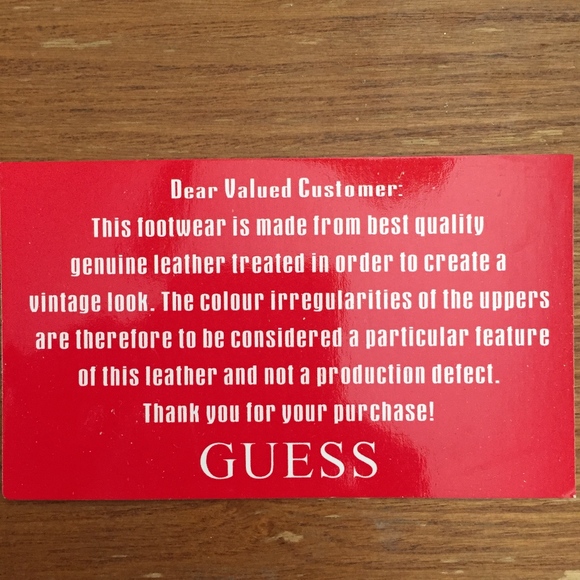 Dear Valued Customer:
This footwear is made from best quality
genuine leather treated in order to create a
vintage look. The colour irregularities of the uppers
are therefore to be considered a particular feature
of this leather and not a production defect.
Thank you for your purchase!
GUESS